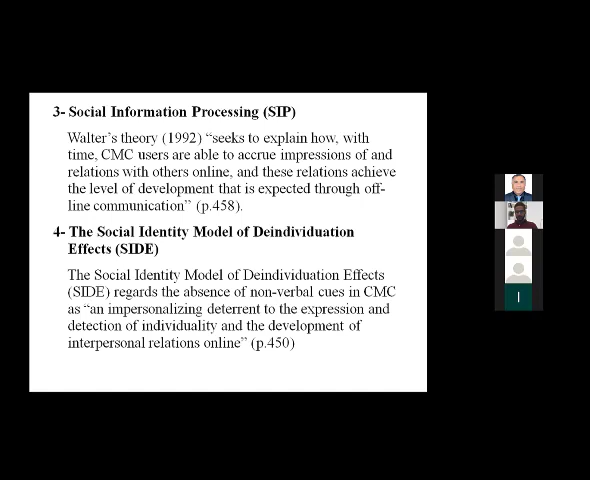 3- Social Information Processing (SIP)
Walter’s theory (1992) “seeks to explain how, with
time, CMC users are able to accrue impressions of and
relations with others online, and these relations achieve
the level of development that is expected through off-
line communication” (p.458).
4- The Social Identity Model of Deindividuation
Effects (SIDE)
The Social Identity Model of Deindividuation Effects
(SIDE) regards the absence of non-verbal cues in CMC
as “an impersonalizing deterrent to the expression and
detection of individuality and the development of
interpersonal relations online” (p.450)
I